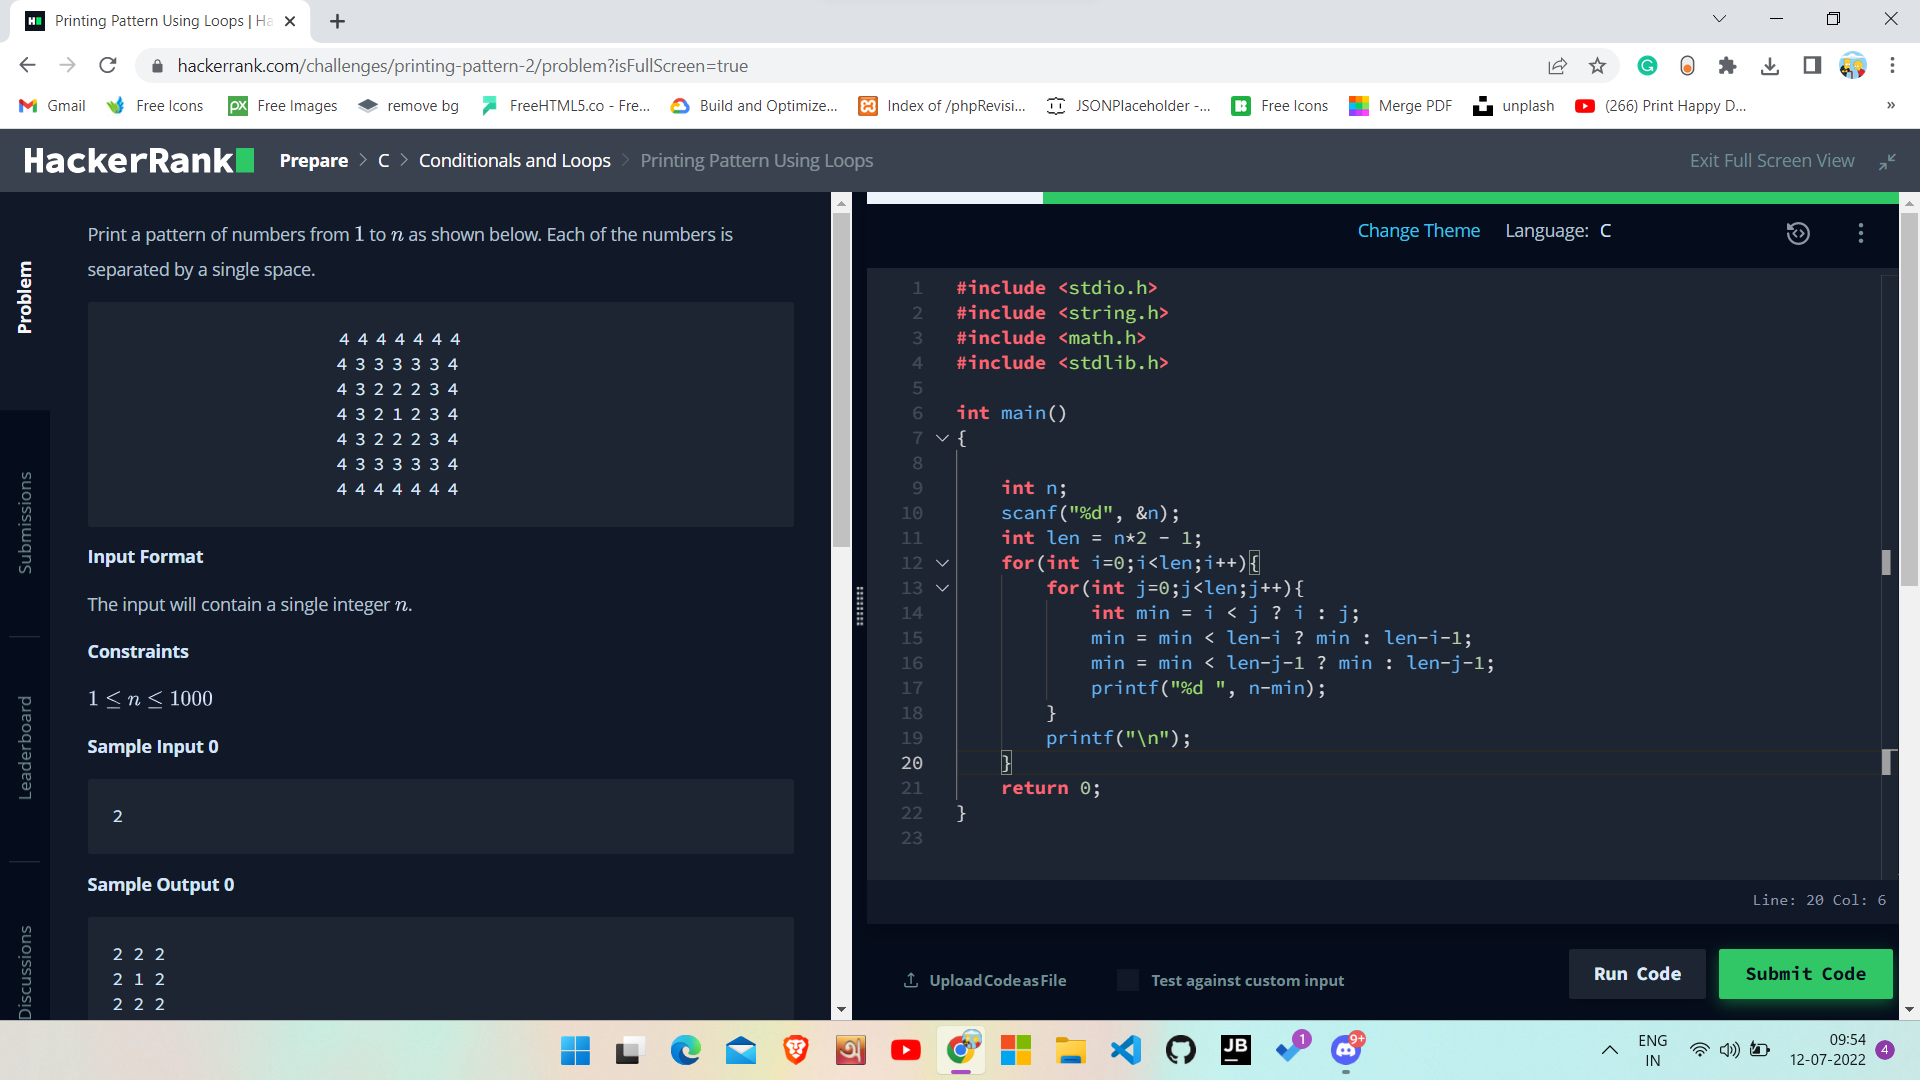 Printing Pattern Using Loops | Ha
hackerrank.com/challenges/printing-pattern-2/problem?isFullScreen=true
Gmail
Free Icons
px
Free Images
remove bg
FreeHTML5.co - Fre...
Build and Optimize...
Index of /phpRevisi...
JSONPlaceholder -...
Free Icons
Merge PDF
unplash
(266) Print Happy D...
»
HackerRank
Prepare > C > Conditionals and Loops > Printing Pattern Using Loops
Exit Full Screen View
Problem
Submissions
Leaderboard
Discussions
Print a pattern of numbers from 1 to n as shown below. Each of the numbers is
separated by a single space.
4 4 4 4 4 4 4
4 3 3 3 3 3 4
4 3 2 2 2 3 4
4 3 2 1 2 3 4
4 3 2 2 2 3 4
4 3 3 3 3 3 4
4 4 4 4 4 4 4
Input Format
The input will contain a single integer n.
Constraints
1 ≤ n ≤ 1000
Sample Input 0
2
Sample Output 0
2 2 2
2 1 2
2 2 2
Change Theme
Language: C
1 #include <stdio.h>
2 #include <string.h>
3 #include <math.h>
4 #include <stdlib.h>
5
6 int main()
7 {
8
9 int n;
10 scanf("%d", &n);
11 int len = n*2 - 1;
12 for(int i=0;i<len;i++){
13 for(int j=0;j<len;j++){
14 int min = i < j ? i : j;
15 min = min < len-i ? min : len-i-1;
16 min = min < len-j-1 ? min : len-j-1;
17 printf("%d ", n-min);
18 }
19 printf("\n");
20 }
21 return 0;
22 }
23
Line: 20 Col: 6
Upload Code as File
Test against custom input
Run Code
Submit Code
अ
JB
1
9+
ENG
IN
09:54
12-07-2022
4